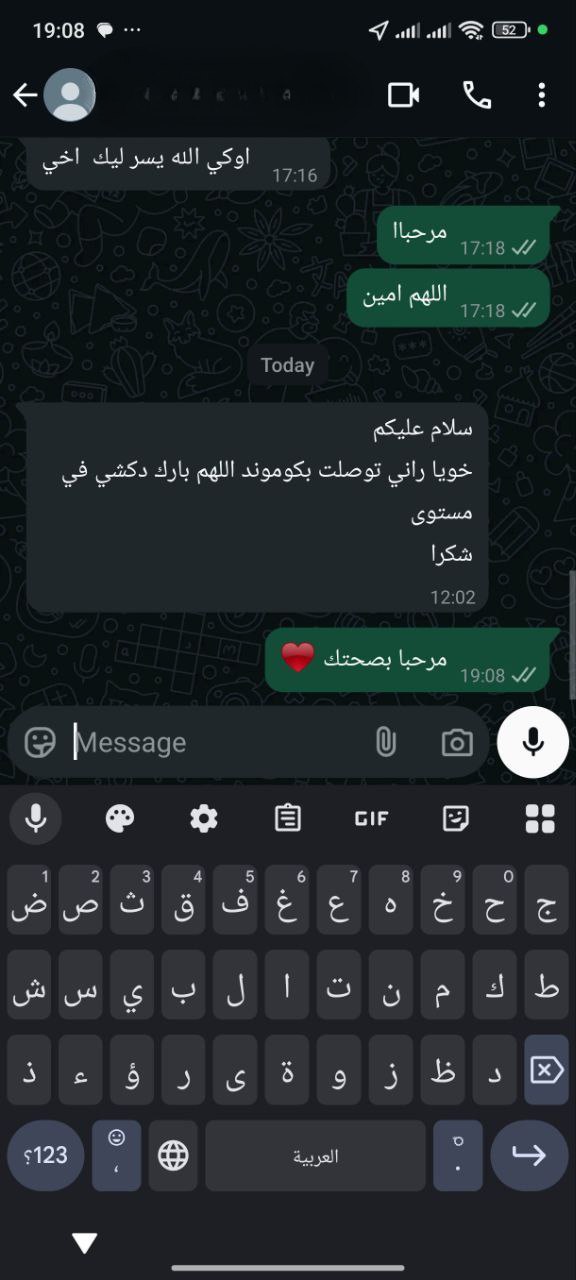 19:08
52
اوكي الله يسر ليك اخي
17:16
مرحباا
17:18
اللهم امين
17:18
Today
سلام عليكم
خويا راني توصلت بكوموند اللهم بارك دكشي في
مستوى
شكرا
12:02
مرحبا بصحتك ❤️
19:08
Message
GIF
1 2 3 4 5 6 7 8 9 0
ض ص ث ق ف غ ع ه خ ح ج
ش س ي ب ل ا ت ن م ك ط
ذ ء ؤ ر ى ة و ز ظ د
؟123 ، العربية .